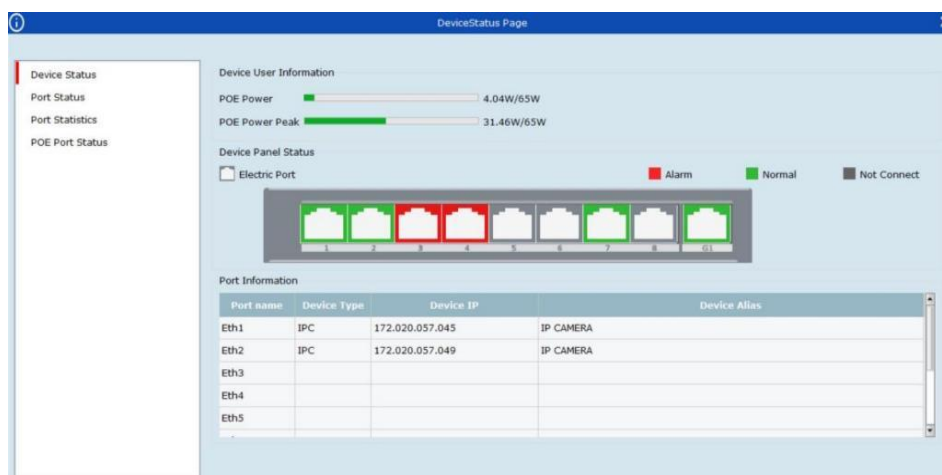 DeviceStatus Page
Device Status
Port Status
Port Statistics
POE Port Status
Device User Information
POE Power 4.04W/65W
POE Power Peak 31.46W/65W
Device Panel Status
Electric Port Alarm Normal Not Connect
1 2 3 4 5 6 7 8 G1
Port Information
Port name Device Type Device IP Device Alias
Eth1 IPC 172.020.057.045 IP CAMERA
Eth2 IPC 172.020.057.049 IP CAMERA
Eth3
Eth4
Eth5